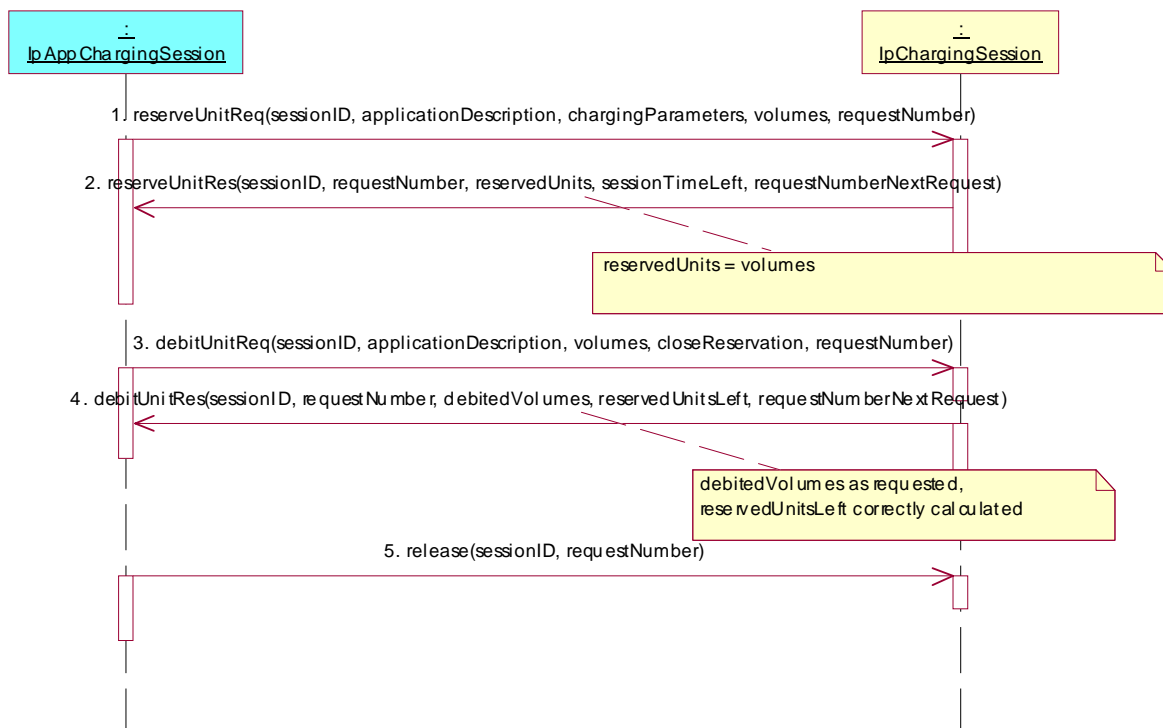 :
IpAppChargingSession
:
IpChargingSession
1. reserveUnitReq(sessionID, applicationDescription, chargingParameters, volumes, requestNumber)
2. reserveUnitRes(sessionID, requestNumber, reservedUnits, sessionTimeLeft, requestNumberNextRequest)
reservedUnits = volumes
3. debitUnitReq(sessionID, applicationDescription, volumes, closeReservation, requestNumber)
4. debitUnitRes(sessionID, requestNumber, debitedVolumes, reservedUnitsLeft, requestNumberNextRequest)
debitedVolumes as requested,
reservedUnitsLeft correctly calculated
5. release(sessionID, requestNumber)